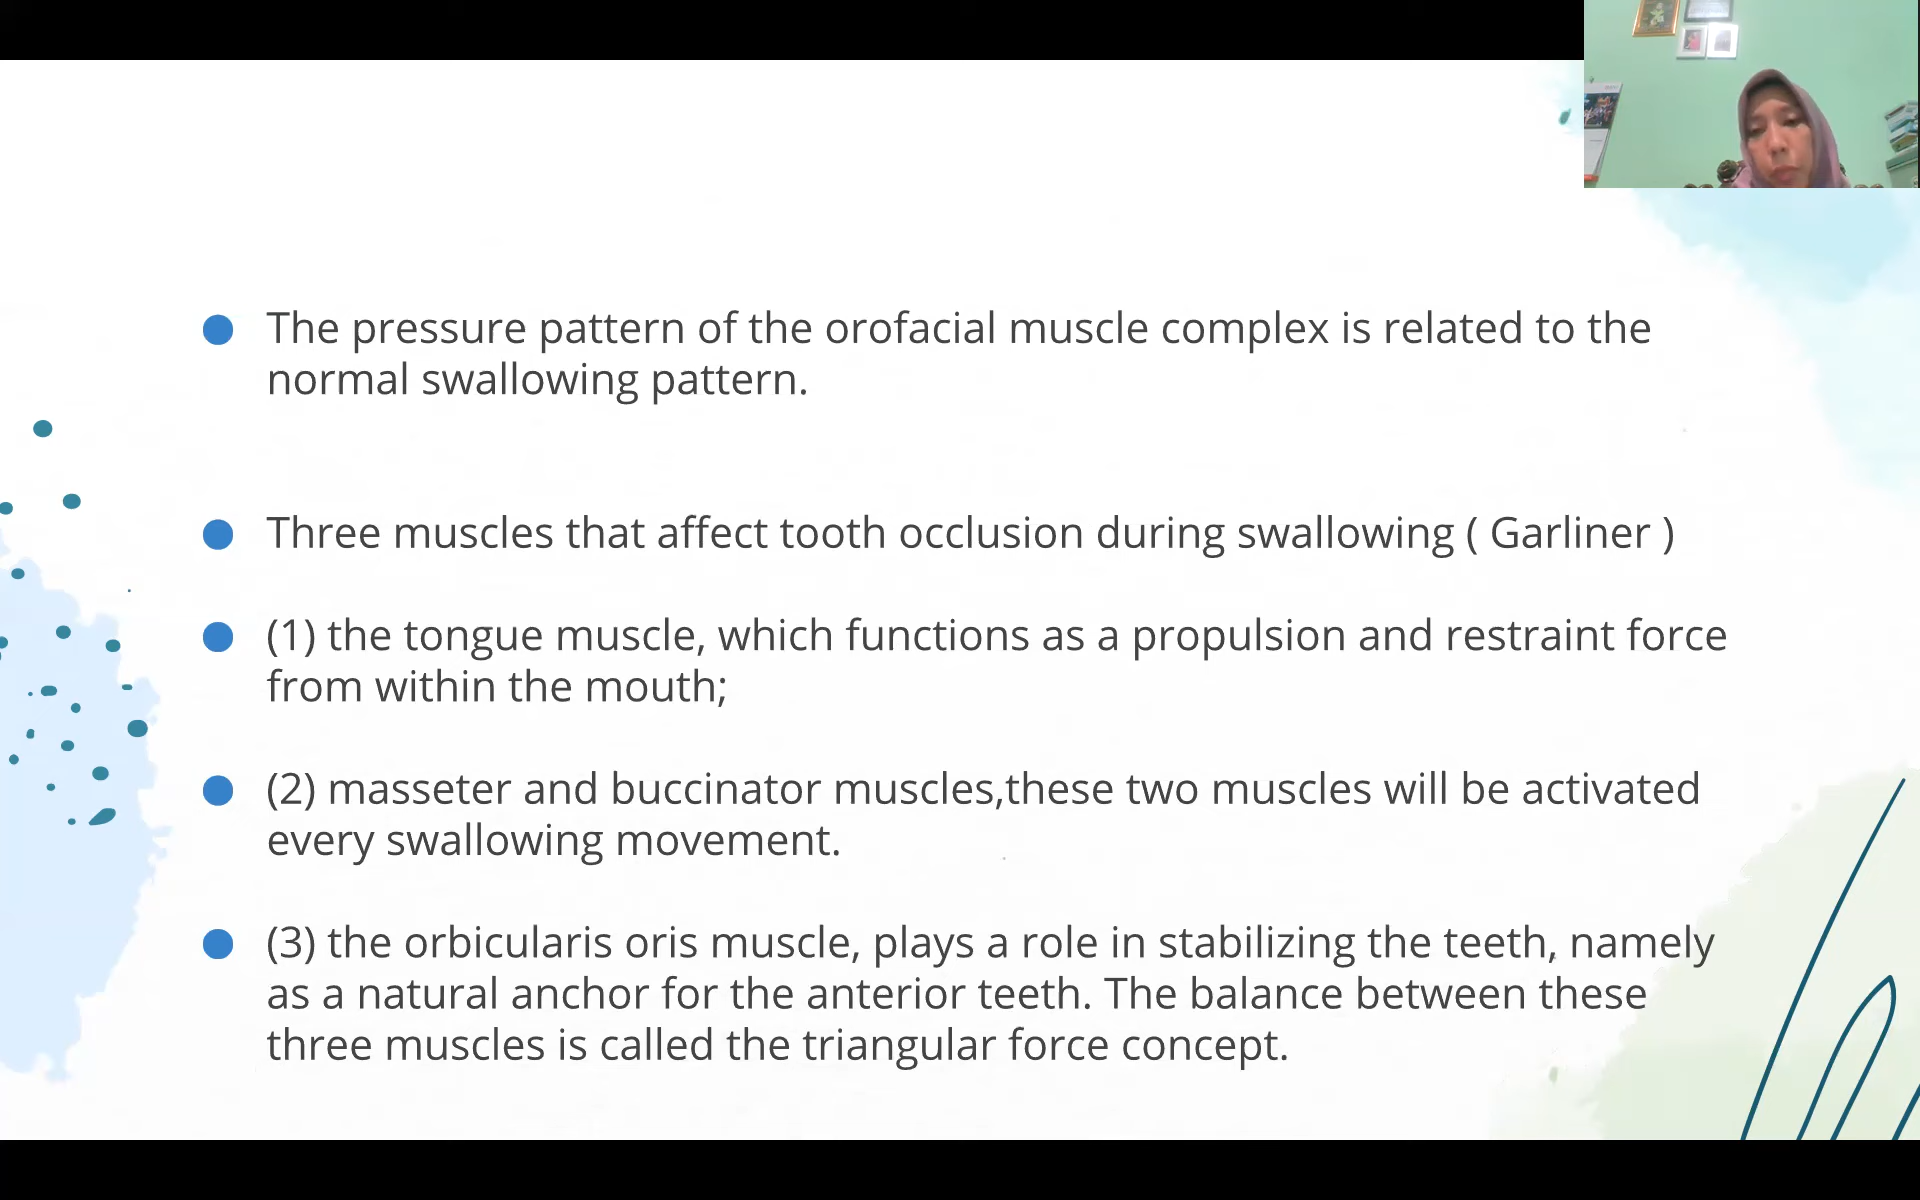 The pressure pattern of the orofacial muscle complex is related to the
normal swallowing pattern.
Three muscles that affect tooth occlusion during swallowing ( Garliner )
(1) the tongue muscle, which functions as a propulsion and restraint force
from within the mouth;
(2) masseter and buccinator muscles,these two muscles will be activated
every swallowing movement.
(3) the orbicularis oris muscle, plays a role in stabilizing the teeth, namely
as a natural anchor for the anterior teeth. The balance between these
three muscles is called the triangular force concept.